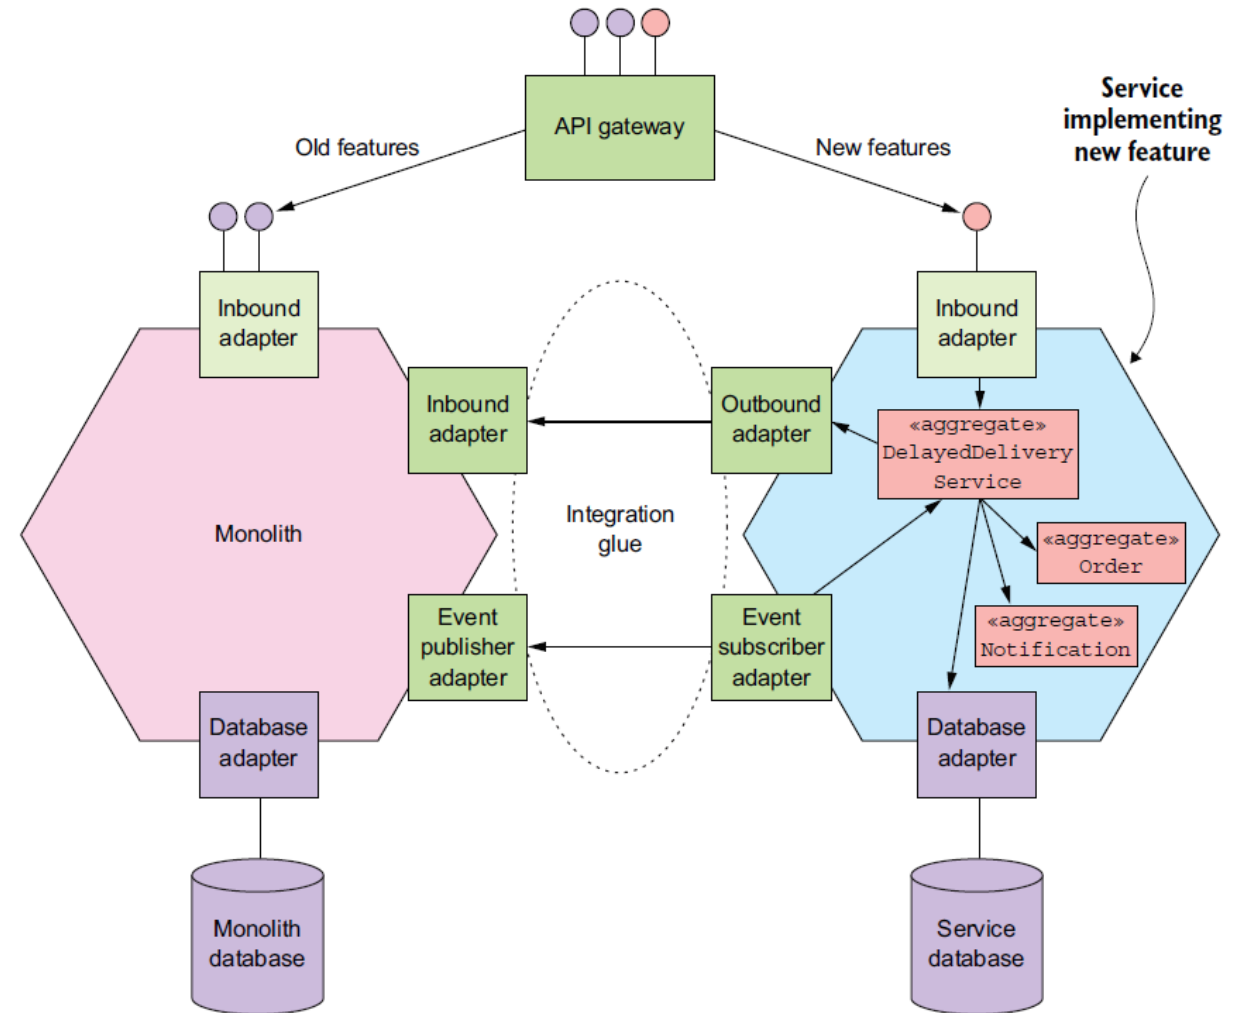 API gateway
Service
implementing
new feature
Old features
New features
Inbound
adapter
Inbound
adapter
Inbound
adapter
Outbound
adapter
«aggregate»
DelayedDelivery
Service
Monolith
Integration
glue
«aggregate»
Order
Event
publisher
adapter
Event
subscriber
adapter
«aggregate»
Notification
Database
adapter
Database
adapter
Monolith
database
Service
database